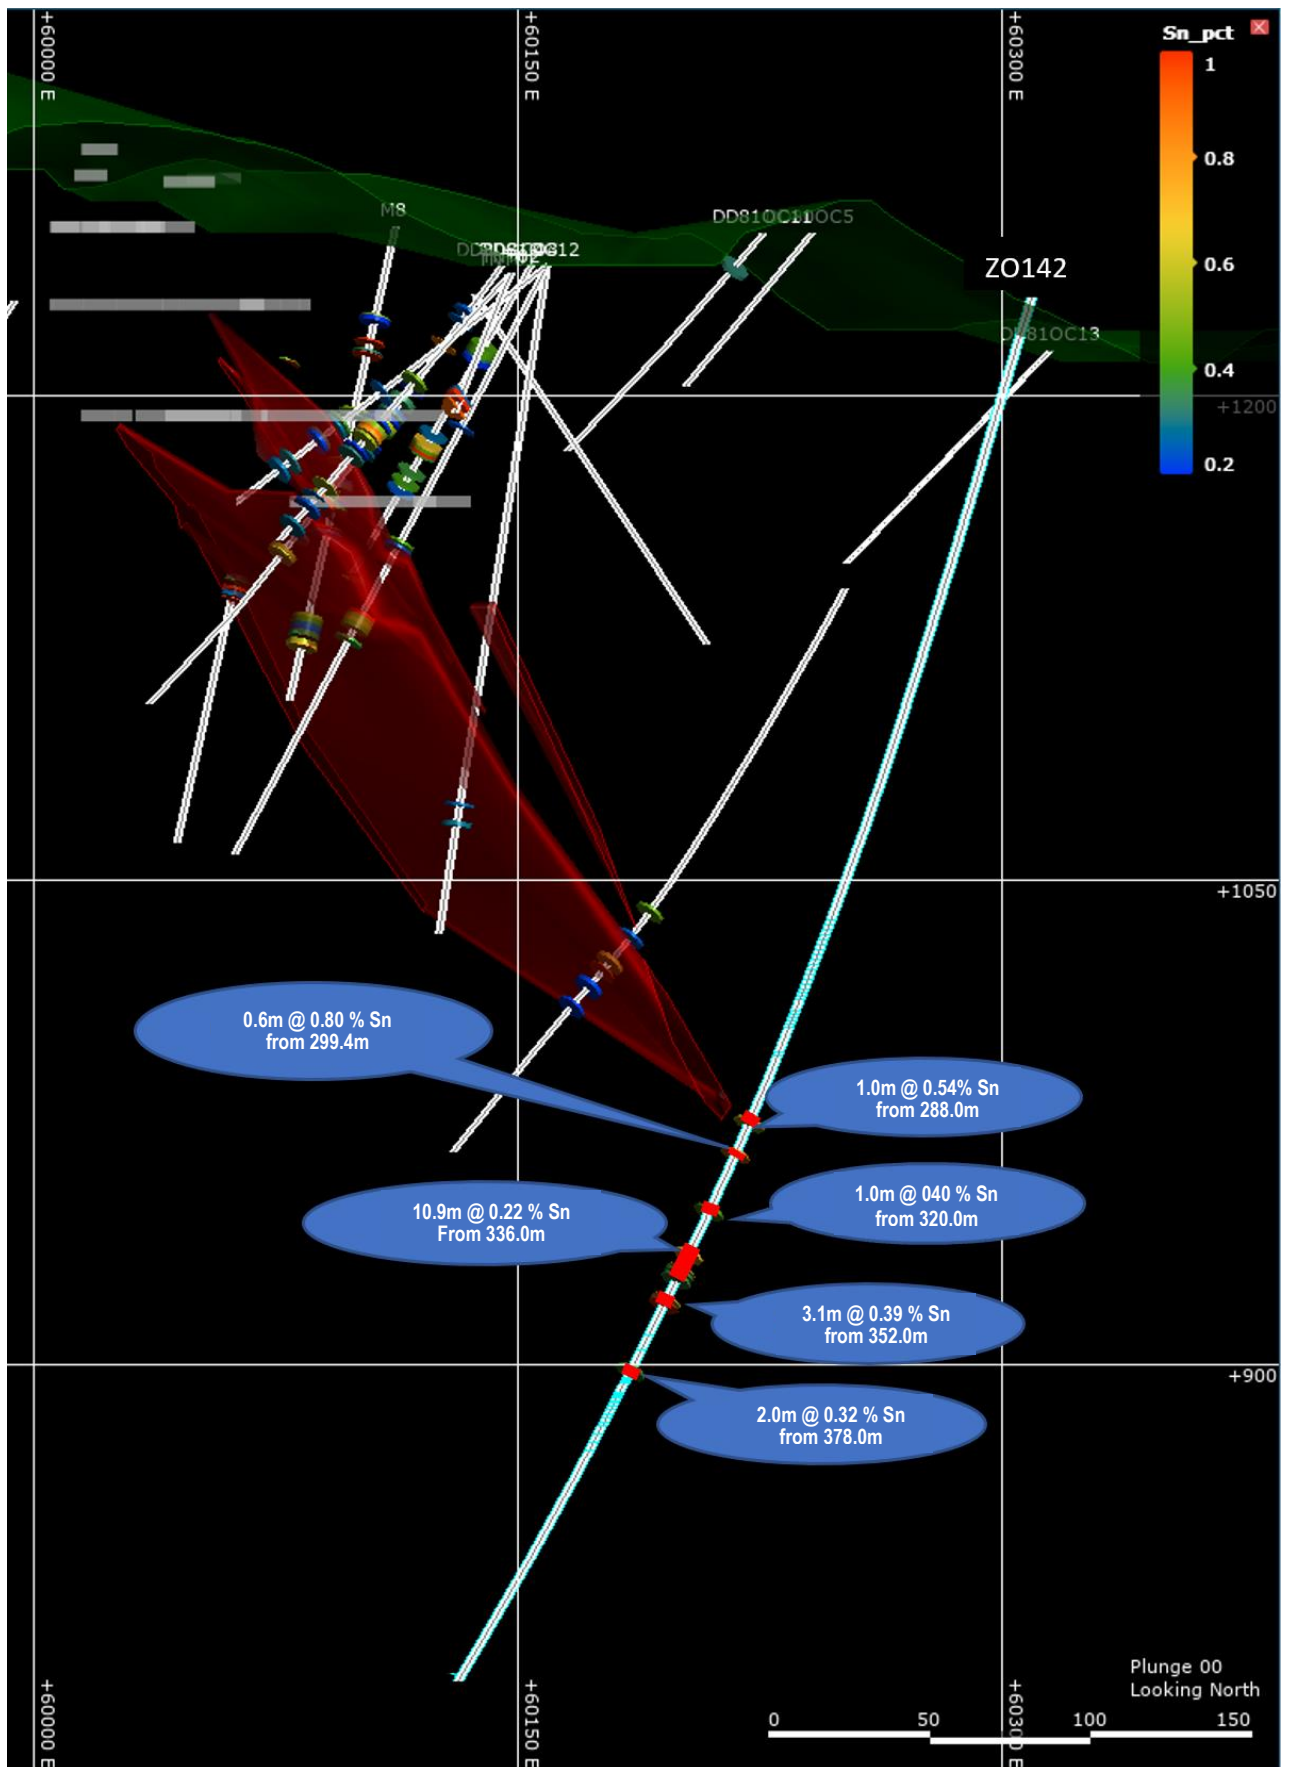 +60000 E
+60150 E
+60300 E
Sn_pct
1
0.8
0.6
0.4
0.2
M8
DD81OC5
ZO142
DD81OC13
+1200
+1050
0.6m @ 0.80 % Sn
from 299.4m
1.0m @ 0.54% Sn
from 288.0m
1.0m @ 040 % Sn
from 320.0m
10.9m @ 0.22 % Sn
From 336.0m
3.1m @ 0.39 % Sn
from 352.0m
+900
2.0m @ 0.32 % Sn
from 378.0m
Plunge 00
Looking North
0 50 100 150
+60000 E
+60150 E
+60300 E